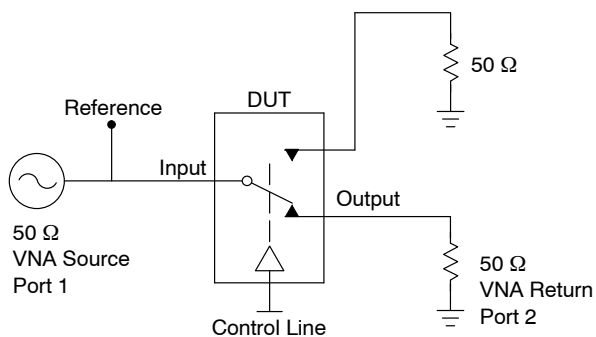 50 Ω
Reference
DUT
Input
Output
50 Ω
VNA Source
Port 1
50 Ω
VNA Return
Port 2
Control Line